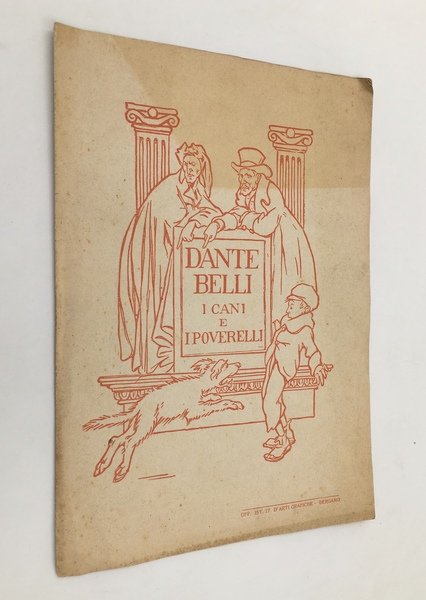 DANTE
BELLI
I CANI
E
I POVERELLI
OFF. IST. IT. D'ARTI GRAFICHE - BERGAMO